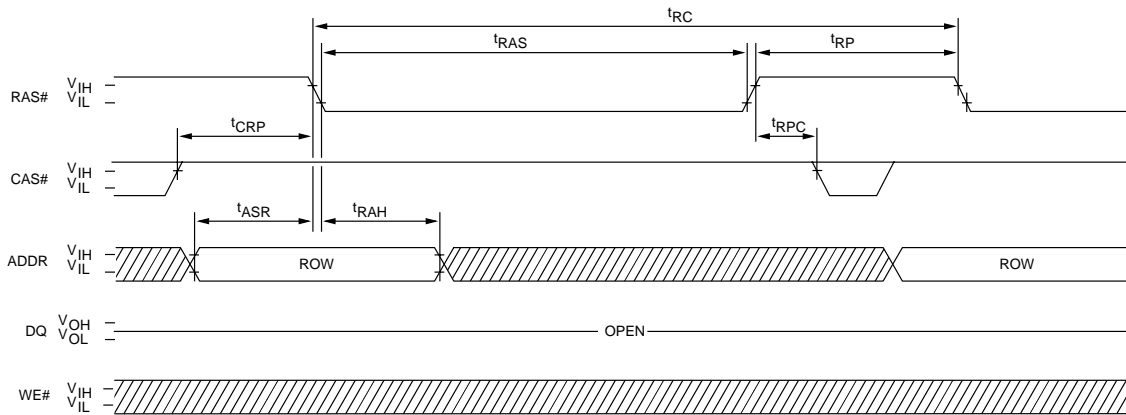 tRC
tRAS
tRP
RAS#
VIH
VIL
tCRP
tRPC
CAS#
VIH
VIL
tASR
tRAH
ADDR
VIH
VIL
ROW
ROW
DQ
VOH
VOL
OPEN
WE#
VIH
VIL